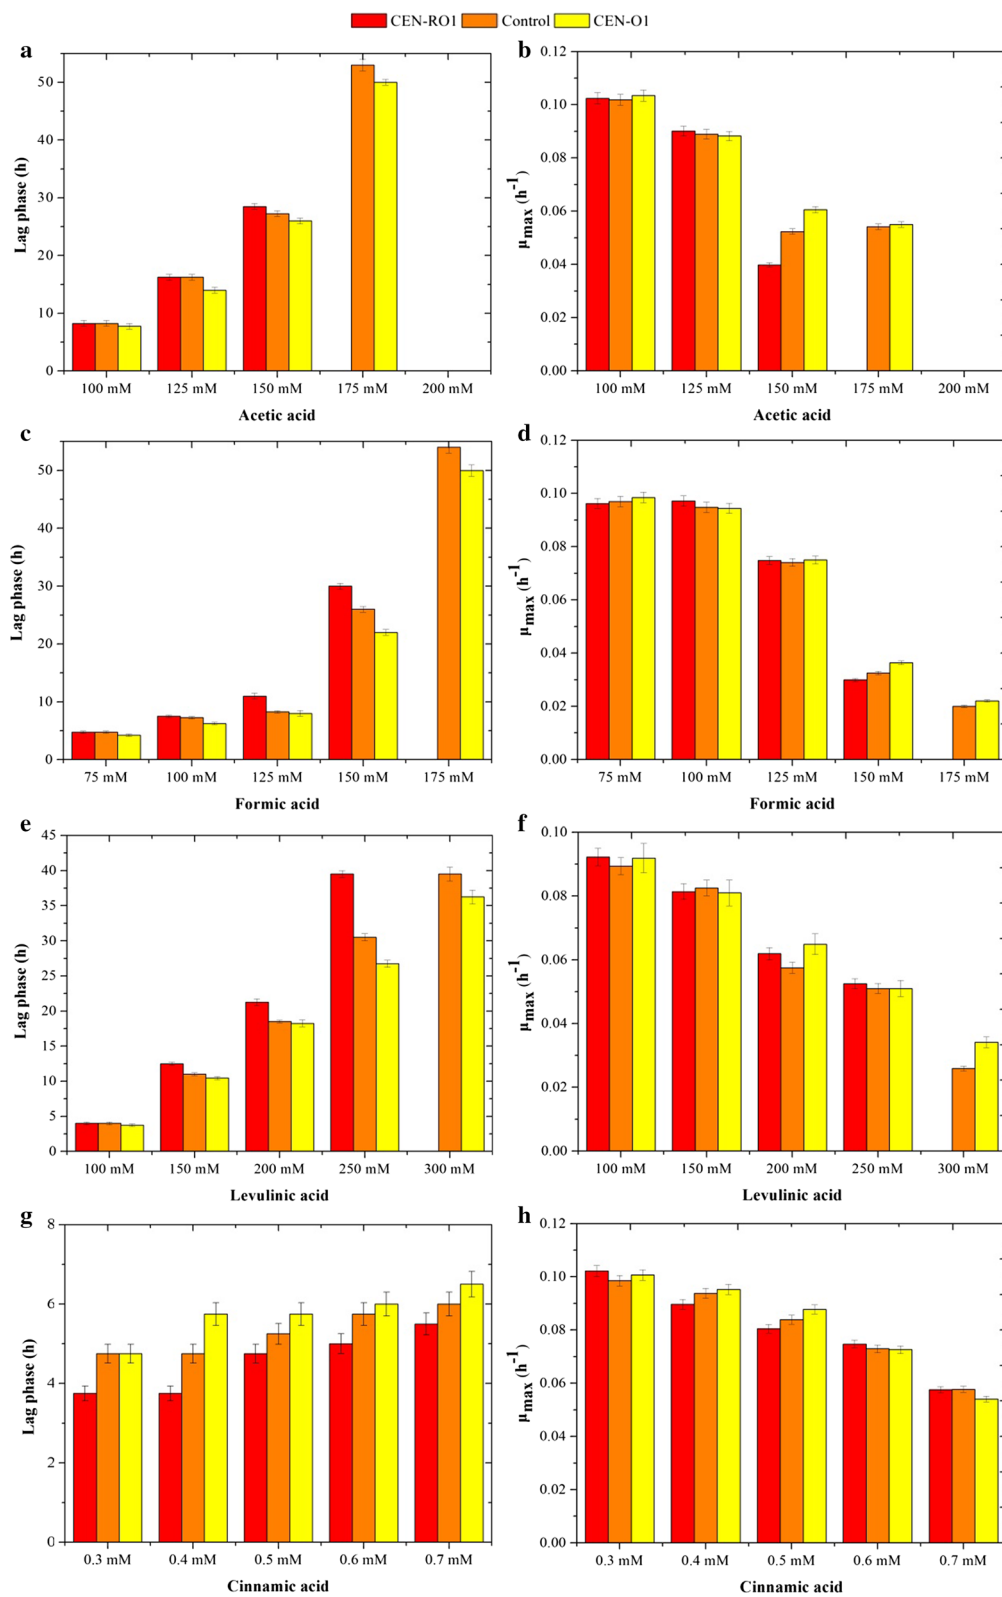 CEN-RO1 Control CEN-O1
a
50
40
30
20
10
0
Lag phase (h)
100 mM 125 mM 150 mM 175 mM 200 mM
Acetic acid
b
0.12
0.10
0.08
0.06
0.04
0.02
0.00
μmax (h-1)
100 mM 125 mM 150 mM 175 mM 200 mM
Acetic acid
c
50
40
30
20
10
0
Lag phase (h)
75 mM 100 mM 125 mM 150 mM 175 mM
Formic acid
d
0.12
0.10
0.08
0.06
0.04
0.02
0.00
μmax (h-1)
75 mM 100 mM 125 mM 150 mM 175 mM
Formic acid
e
45
40
35
30
25
20
15
10
5
0
Lag phase (h)
100 mM 150 mM 200 mM 250 mM 300 mM
Levulinic acid
f
0.10
0.08
0.06
0.04
0.02
0.00
μmax (h-1)
100 mM 150 mM 200 mM 250 mM 300 mM
Levulinic acid
g
8
6
4
2
0
Lag phase (h)
0.3 mM 0.4 mM 0.5 mM 0.6 mM 0.7 mM
Cinnamic acid
h
0.12
0.10
0.08
0.06
0.04
0.02
0.00
μmax (h-1)
0.3 mM 0.4 mM 0.5 mM 0.6 mM 0.7 mM
Cinnamic acid